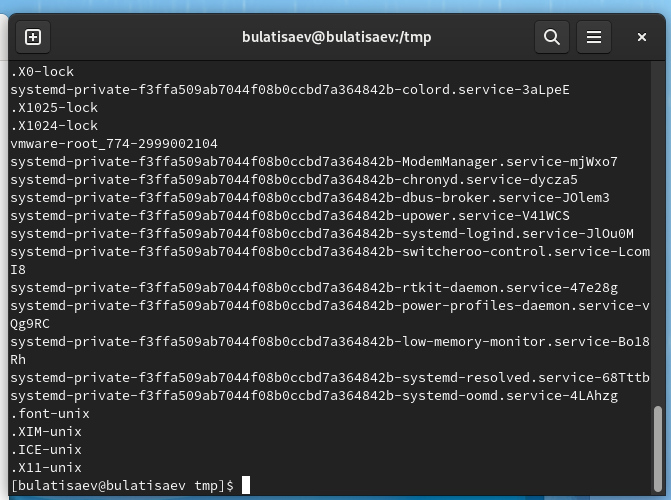 bulatisaev@bulatisaev:/tmp
.X0-lock
systemd-private-f3ffa509ab7044f08b0ccbd7a364842b-colord.service-3aLpeE
.X1025-lock
.X1024-lock
vmware-root_774-2999002104
systemd-private-f3ffa509ab7044f08b0ccbd7a364842b-ModemManager.service-mjWxo7
systemd-private-f3ffa509ab7044f08b0ccbd7a364842b-chronyd.service-dycza5
systemd-private-f3ffa509ab7044f08b0ccbd7a364842b-dbus-broker.service-JOlem3
systemd-private-f3ffa509ab7044f08b0ccbd7a364842b-upower.service-V41WCS
systemd-private-f3ffa509ab7044f08b0ccbd7a364842b-systemd-logind.service-JlOu0M
systemd-private-f3ffa509ab7044f08b0ccbd7a364842b-switcheroo-control.service-Lcom
I8
systemd-private-f3ffa509ab7044f08b0ccbd7a364842b-rtkit-daemon.service-47e28g
systemd-private-f3ffa509ab7044f08b0ccbd7a364842b-power-profiles-daemon.service-v
Qg9RC
systemd-private-f3ffa509ab7044f08b0ccbd7a364842b-low-memory-monitor.service-Bo18
Rh
systemd-private-f3ffa509ab7044f08b0ccbd7a364842b-systemd-resolved.service-68Tttb
systemd-private-f3ffa509ab7044f08b0ccbd7a364842b-systemd-oomd.service-4LAhzg
.font-unix
.XIM-unix
.ICE-unix
.X11-unix
[bulatisaev@bulatisaev tmp]$